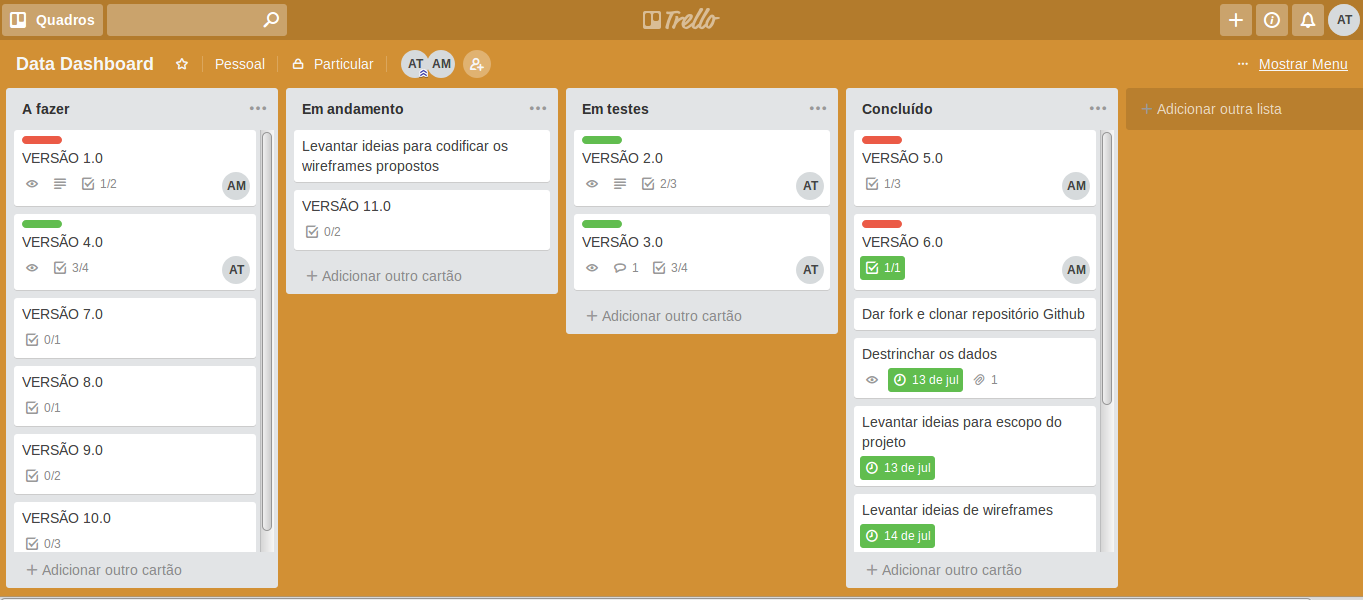 Quadros
Trello
AT
Data Dashboard
Pessoal
Particular
AT
AM
Mostrar Menu
A fazer
VERSÃO 1.0
1/2
AM
VERSÃO 4.0
3/4
AT
VERSÃO 7.0
0/1
VERSÃO 8.0
0/1
VERSÃO 9.0
0/2
VERSÃO 10.0
0/3
+ Adicionar outro cartão
Em andamento
Levantar ideias para codificar os
wireframes propostos
VERSÃO 11.0
0/2
+ Adicionar outro cartão
Em testes
VERSÃO 2.0
2/3
AT
VERSÃO 3.0
1
3/4
AT
+ Adicionar outro cartão
Concluído
VERSÃO 5.0
1/3
AM
VERSÃO 6.0
1/1
AM
Dar fork e clonar repositório Github
Destrinchar os dados
13 de jul
1
Levantar ideias para escopo do
projeto
13 de jul
Levantar ideias de wireframes
14 de jul
+ Adicionar outro cartão
+ Adicionar outra lista